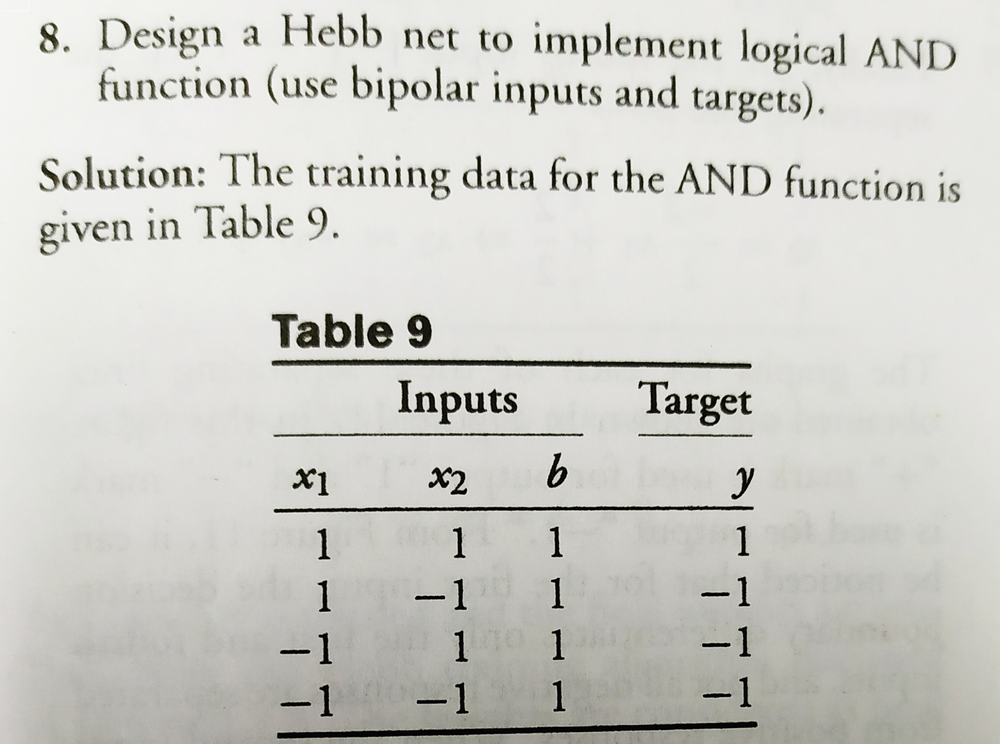 8. Design a Hebb net to implement logical AND
function (use bipolar inputs and targets).
Solution: The training data for the AND function is
given in Table 9.
Table 9
Inputs Target
x1 x2 b y
1 1 1 1
1 −1 1 −1
−1 1 1 −1
−1 −1 1 −1